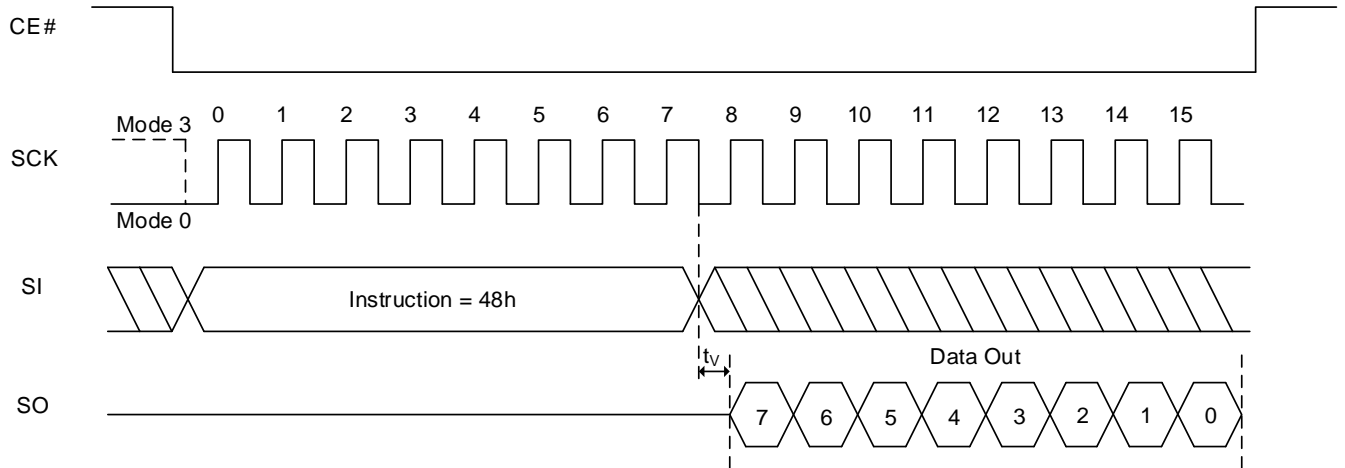 CE#
0 1 2 3 4 5 6 7 8 9 10 11 12 13 14 15
Mode 3
SCK
Mode 0
SI
Instruction = 48h
tV
Data Out
SO
7 6 5 4 3 2 1 0